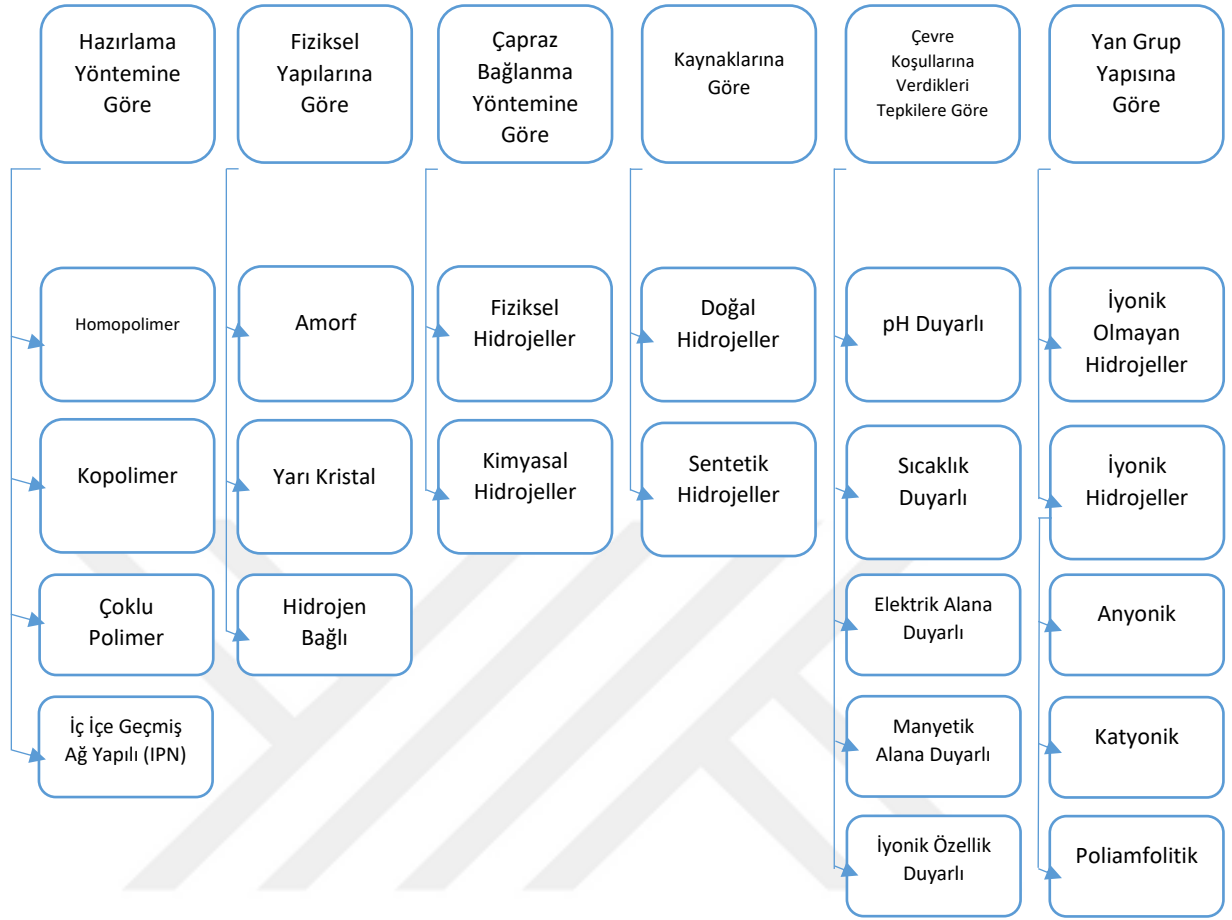 Hazırlama
Yöntemine
Göre
Fiziksel
Yapılarına
Göre
Çapraz
Bağlanma
Yöntemine
Göre
Kaynaklarına
Göre
Çevre
Koşullarına
Verdikleri
Tepkilere Göre
Yan Grup
Yapısına
Göre
Homopolimer
Amorf
Fiziksel
Hidrojeller
Doğal
Hidrojeller
pH Duyarlı
İyonik
Olmayan
Hidrojeller
Kopolimer
Yarı Kristal
Kimyasal
Hidrojeller
Sentetik
Hidrojeller
Sıcaklık
Duyarlı
İyonik
Hidrojeller
Çoklu
Polimer
Hidrojen
Bağlı
Elektrik Alana
Duyarlı
Anyonik
İç İçe Geçmiş
Ağ Yapılı (IPN)
Manyetik
Alana Duyarlı
Katyonik
İyonik Özellik
Duyarlı
Poliamfolitik